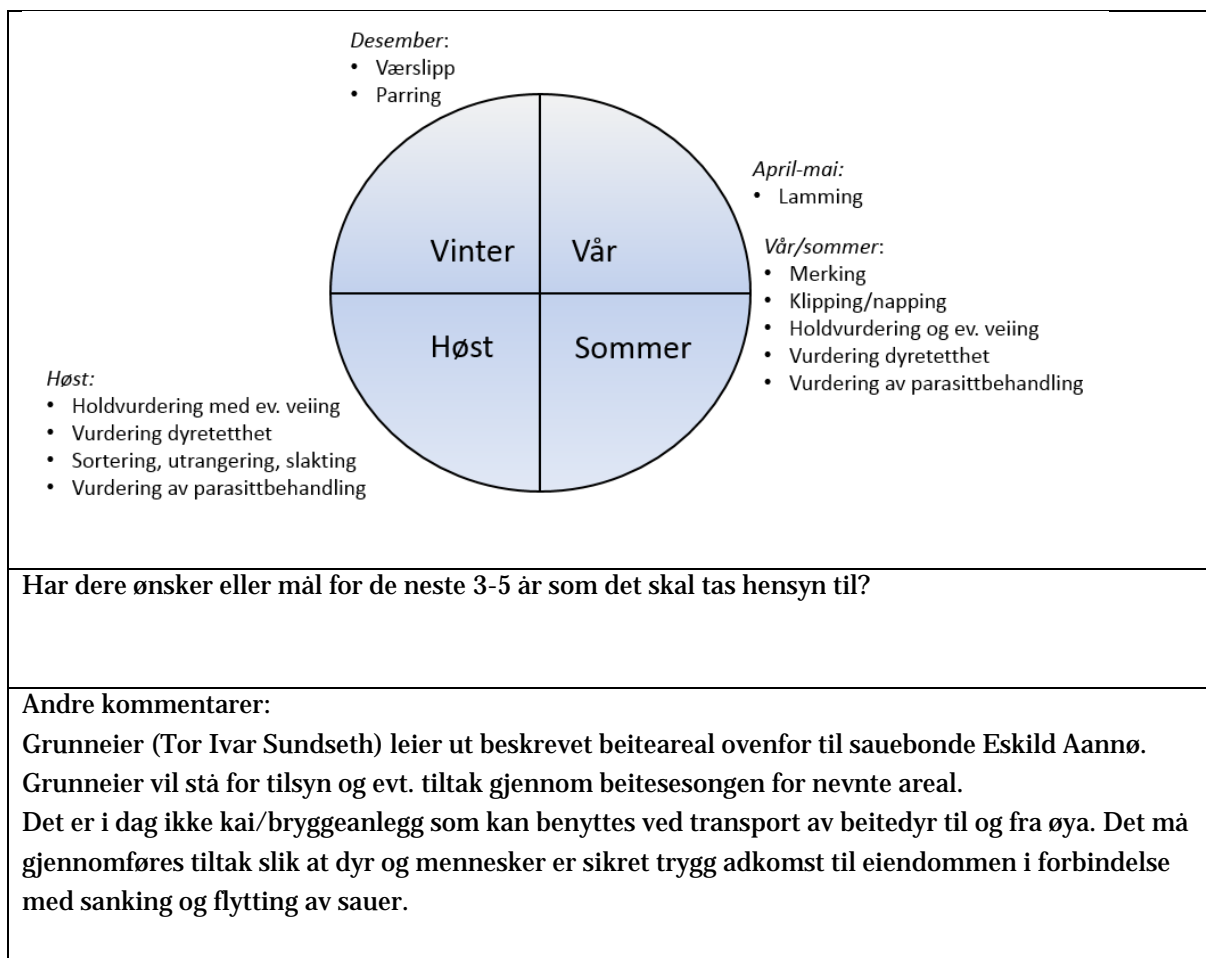 Desember:
• Værslipp
• Parring
April-mai:
• Lamming
Vinter
Vår
Vår/sommer:
• Merking
• Klipping/napping
• Holdvurdering og ev. veiing
• Vurdering dyretetthet
• Vurdering av parasittbehandling
Høst
Sommer
Høst:
• Holdvurdering med ev. veiing
• Vurdering dyretetthet
• Sortering, utrangering, slakting
• Vurdering av parasittbehandling
Har dere ønsker eller mål for de neste 3-5 år som det skal tas hensyn til?
Andre kommentarer:
Grunneier (Tor Ivar Sundseth) leier ut beskrevet beiteareal ovenfor til sauebonde Eskild Aannø.
Grunneier vil stå for tilsyn og evt. tiltak gjennom beitesesongen for nevnte areal.
Det er i dag ikke kai/bryggeanlegg som kan benyttes ved transport av beitedyr til og fra øya. Det må
gjennomføres tiltak slik at dyr og mennesker er sikret trygg adkomst til eiendommen i forbindelse
med sanking og flytting av sauer.